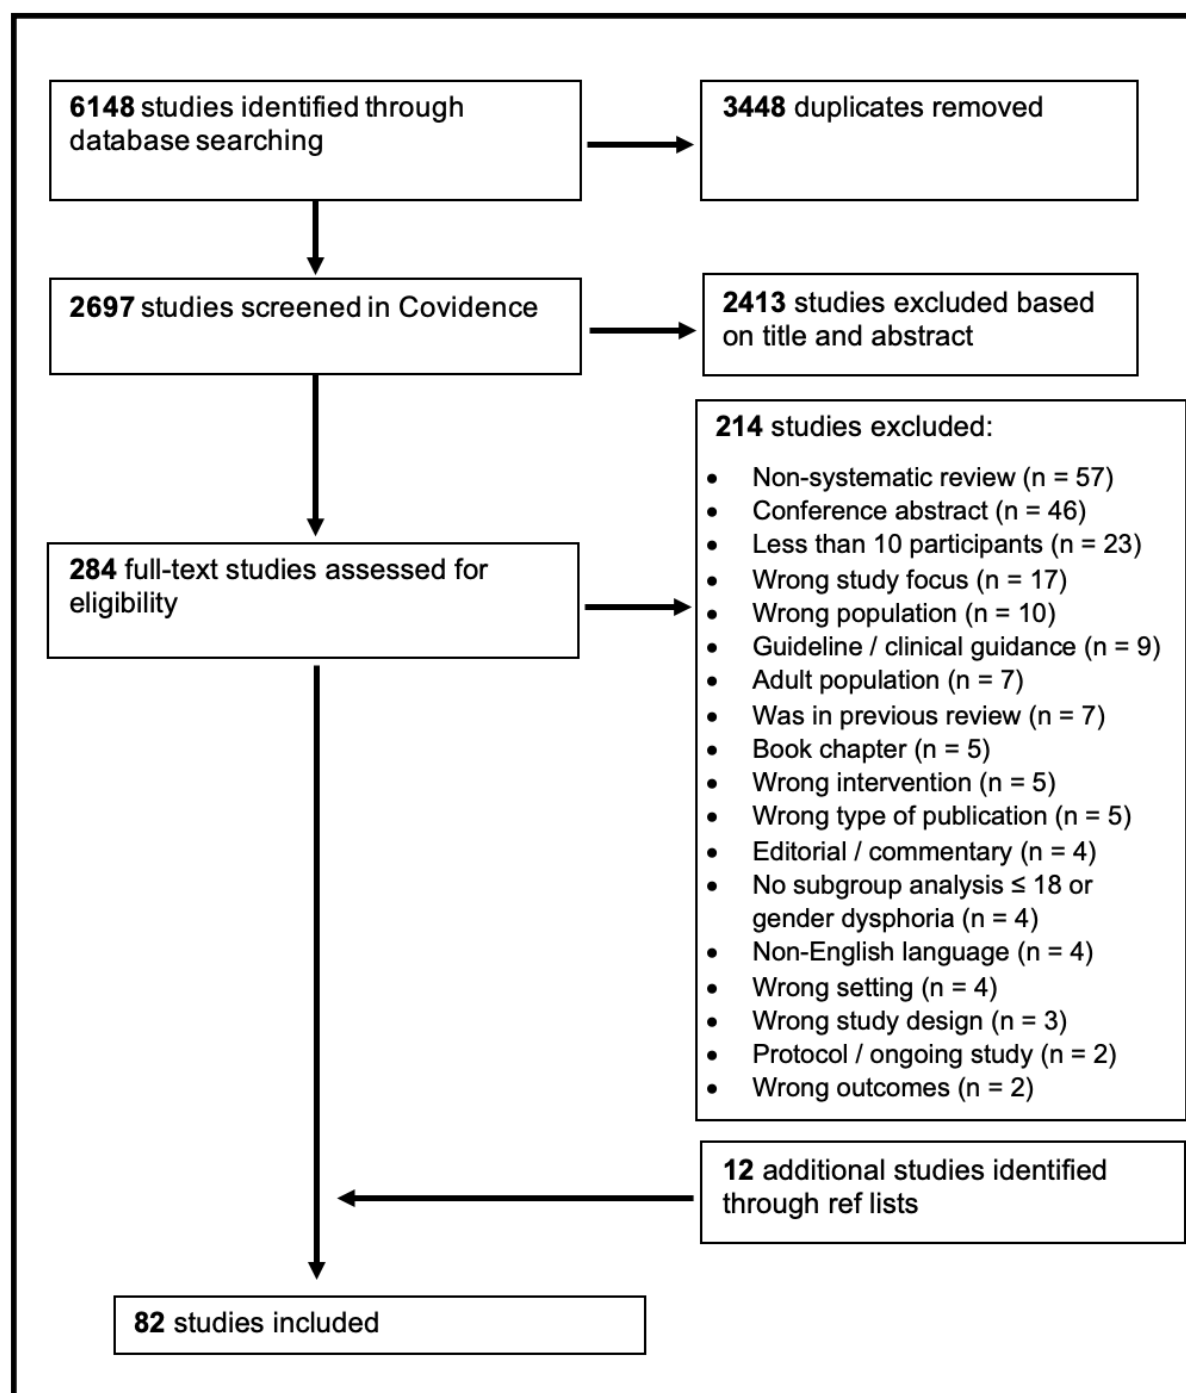 6148 studies identified through
database searching
3448 duplicates removed
2697 studies screened in Covidence
2413 studies excluded based
on title and abstract
284 full-text studies assessed for
eligibility
214 studies excluded:
• Non-systematic review (n = 57)
• Conference abstract (n = 46)
• Less than 10 participants (n = 23)
• Wrong study focus (n = 17)
• Wrong population (n = 10)
• Guideline / clinical guidance (n = 9)
• Adult population (n = 7)
• Was in previous review (n = 7)
• Book chapter (n = 5)
• Wrong intervention (n = 5)
• Wrong type of publication (n = 5)
• Editorial / commentary (n = 4)
• No subgroup analysis ≤ 18 or
gender dysphoria (n = 4)
• Non-English language (n = 4)
• Wrong setting (n = 4)
• Wrong study design (n = 3)
• Protocol / ongoing study (n = 2)
• Wrong outcomes (n = 2)
12 additional studies identified
through ref lists
82 studies included